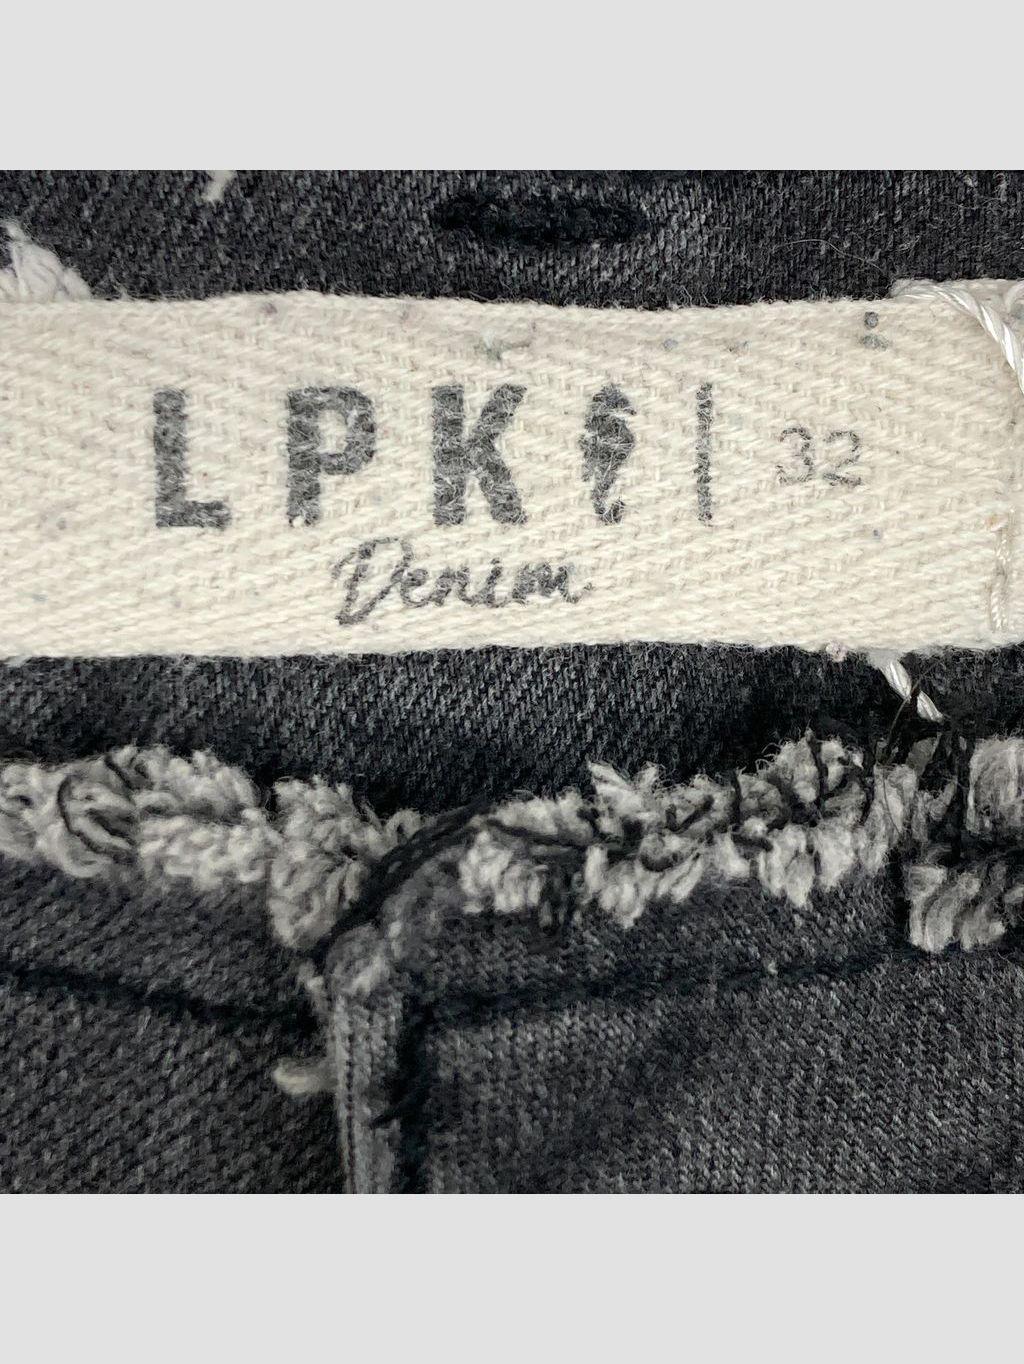 LPK | 32
Denim